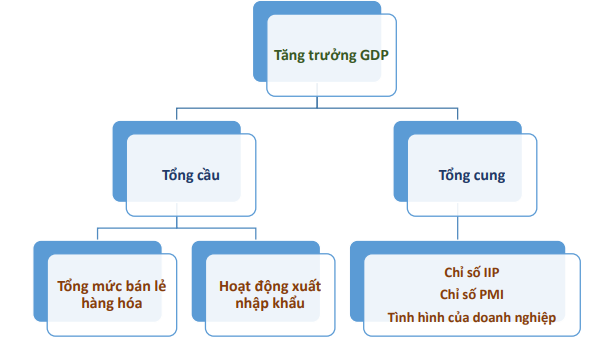 Tăng trưởng GDP
Tổng cầu
Tổng cung
Tổng mức bán lẻ
hàng hóa
Hoạt động xuất
nhập khẩu
Chỉ số IIP
Chỉ số PMI
Tình hình của doanh nghiệp